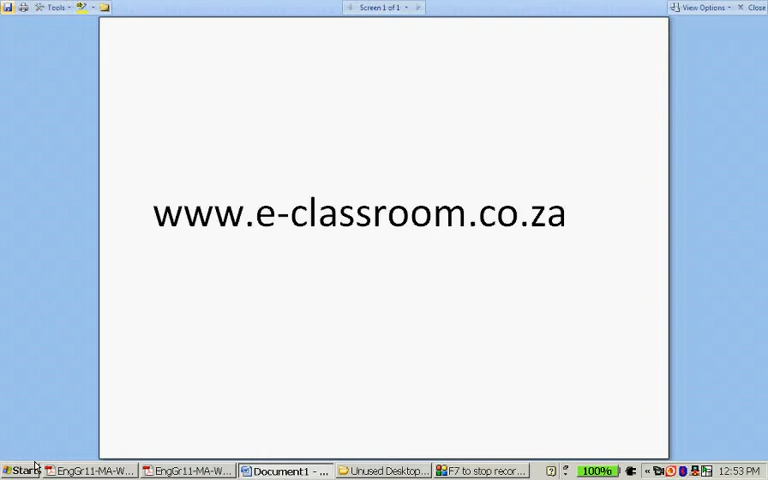 Tools
Screen 1 of 1
View Options
Close
www.e-classroom.co.za
Start
EngGr11-MA-W...
EngGr11-MA-W...
Document1 - ...
Unused Desktop...
F7 to stop recor...
100%
12:53 PM